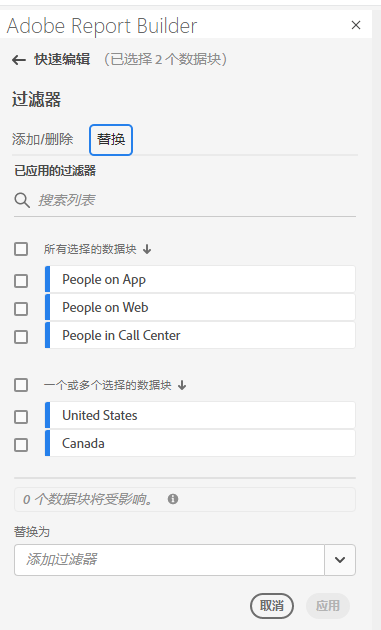 Adobe Report Builder
快速编辑 （已选择 2 个数据块）
过滤器
添加/删除 替换
已应用的过滤器
搜索列表
所有选择的数据块
People on App
People on Web
People in Call Center
一个或多个选择的数据块
United States
Canada
0 个数据块将受影响。
替换为
添加过滤器
取消 应用